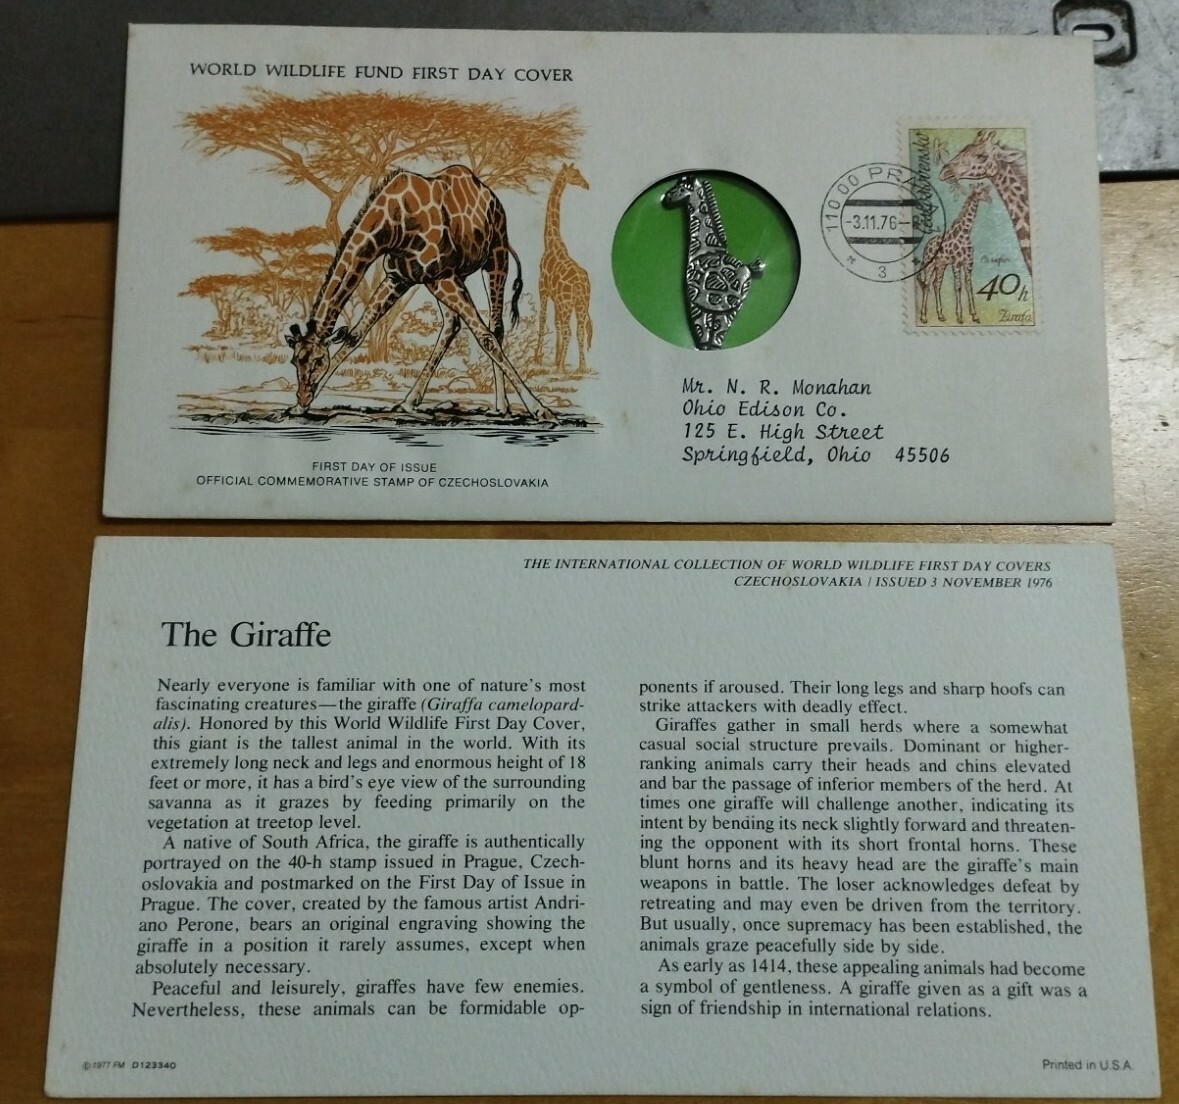 WORLD WILDLIFE FUND FIRST DAY COVER
110 00 PR
-3.11.76-
3
40h
Žirafa
Mr. N. R. Monahan
Ohio Edison Co.
125 E. High Street
Springfield, Ohio 45506
FIRST DAY OF ISSUE
OFFICIAL COMMEMORATIVE STAMP OF CZECHOSLOVAKIA
THE INTERNATIONAL COLLECTION OF WORLD WILDLIFE FIRST DAY COVERS
CZECHOSLOVAKIA / ISSUED 3 NOVEMBER 1976
The Giraffe
Nearly everyone is familiar with one of nature's most
fascinating creatures—the giraffe (Giraffa camelopard-
alis). Honored by this World Wildlife First Day Cover,
this giant is the tallest animal in the world. With its
extremely long neck and legs and enormous height of 18
feet or more, it has a bird's eye view of the surrounding
savanna as it grazes by feeding primarily on the
vegetation at treetop level.
A native of South Africa, the giraffe is authentically
portrayed on the 40-h stamp issued in Prague, Czech-
oslovakia and postmarked on the First Day of Issue in
Prague. The cover, created by the famous artist Andri-
ano Perone, bears an original engraving showing the
giraffe in a position it rarely assumes, except when
absolutely necessary.
Peaceful and leisurely, giraffes have few enemies.
Nevertheless, these animals can be formidable op-
ponents if aroused. Their long legs and sharp hoofs can
strike attackers with deadly effect.
Giraffes gather in small herds where a somewhat
casual social structure prevails. Dominant or higher-
ranking animals carry their heads and chins elevated
and bar the passage of inferior members of the herd. At
times one giraffe will challenge another, indicating its
intent by bending its neck slightly forward and threaten-
ing the opponent with its short frontal horns. These
blunt horns and its heavy head are the giraffe's main
weapons in battle. The loser acknowledges defeat by
retreating and may even be driven from the territory.
But usually, once supremacy has been established, the
animals graze peacefully side by side.
As early as 1414, these appealing animals had become
a symbol of gentleness. A giraffe given as a gift was a
sign of friendship in international relations.
© 1977 FM D123340
Printed in U.S.A.